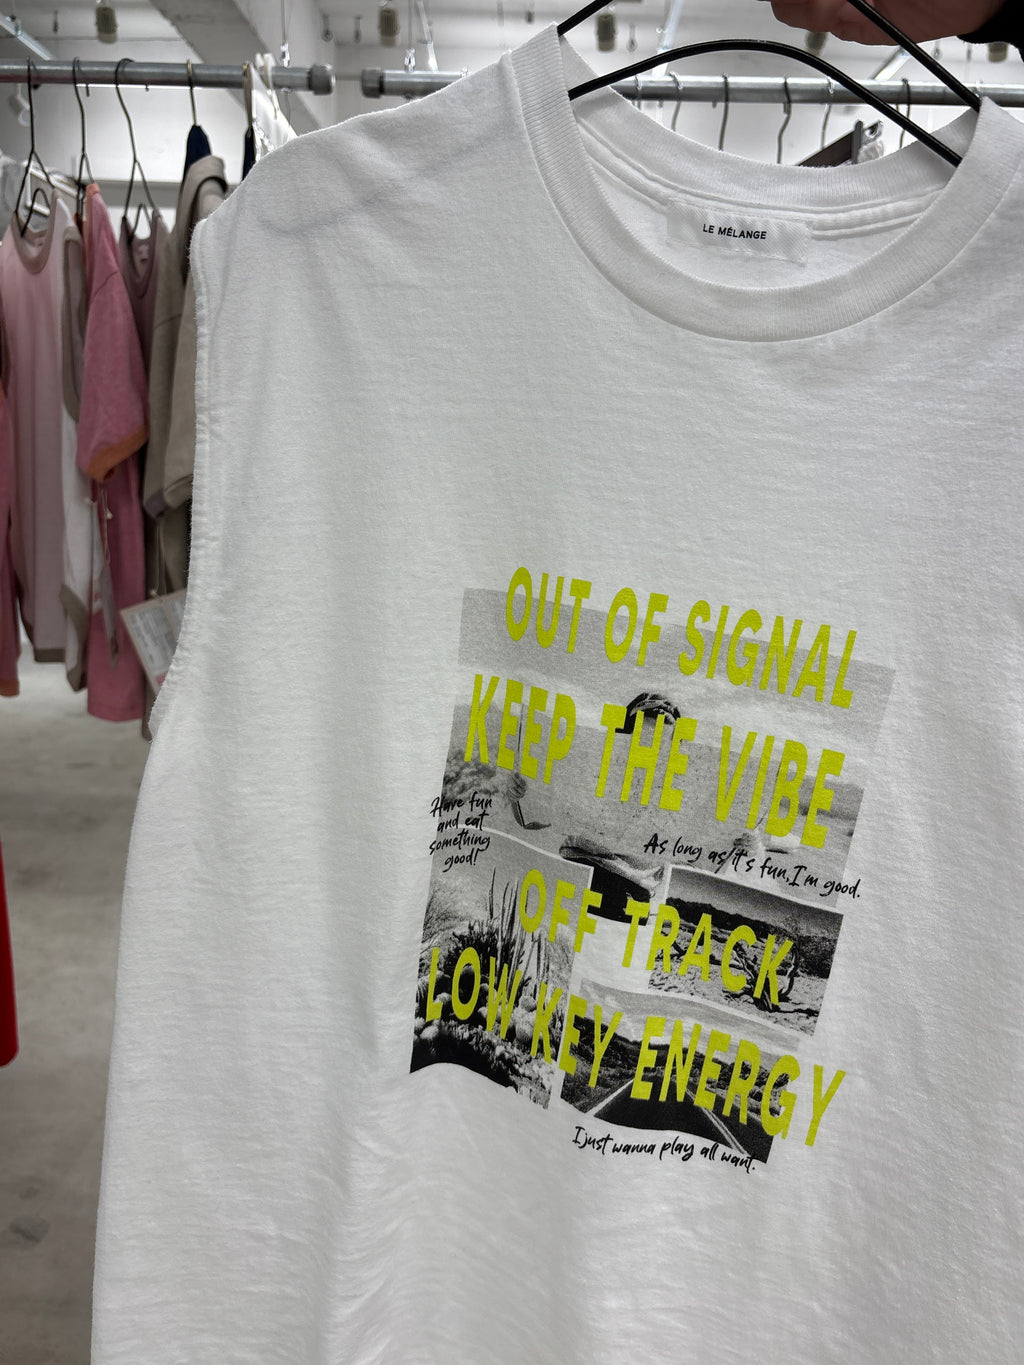 LE MÉLANGE
OUT OF SIGNAL
KEEP THE VIBE
Have fun
and eat
something
good!
As long as it's fun, I'm good.
OFF TRACK
LOW KEY ENERGY
I just wanna play all want.